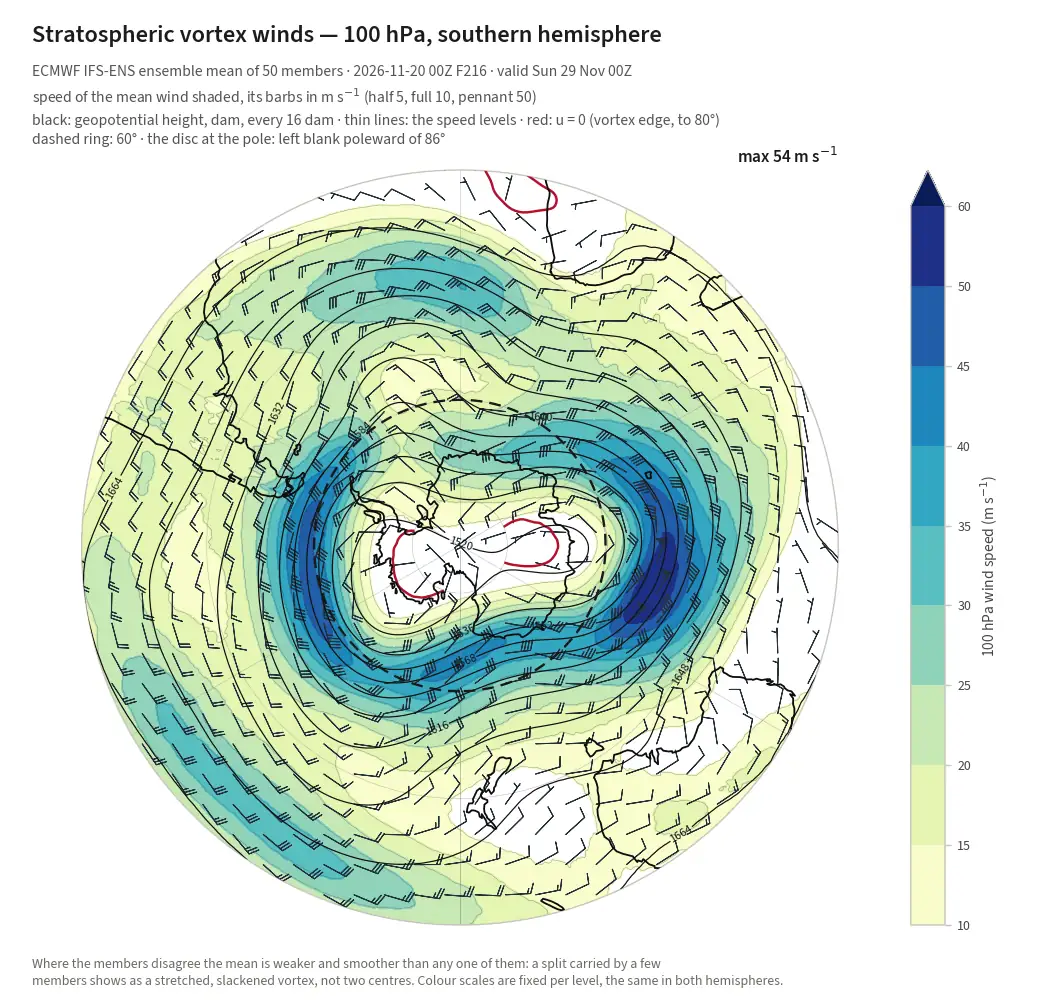 Stratospheric vortex winds — 100 hPa, southern hemisphere
ECMWF IFS-ENS ensemble mean of 50 members · 2026-11-20 00Z F216 · valid Sun 29 Nov 00Z
speed of the mean wind shaded, its barbs in m s⁻¹ (half 5, full 10, pennant 50)
black: geopotential height, dam, every 16 dam · thin lines: the speed levels · red: u = 0 (vortex edge, to 80°)
dashed ring: 60° · the disc at the pole: left blank poleward of 86°
max 54 m s⁻¹
60
50
45
40
35
30
25
20
15
10
100 hPa wind speed (m s⁻¹)
1632
1584
1600
1664
1520
1568
1648
1616
1664
Where the members disagree the mean is weaker and smoother than any one of them: a split carried by a few
members shows as a stretched, slackened vortex, not two centres. Colour scales are fixed per level, the same in both hemispheres.